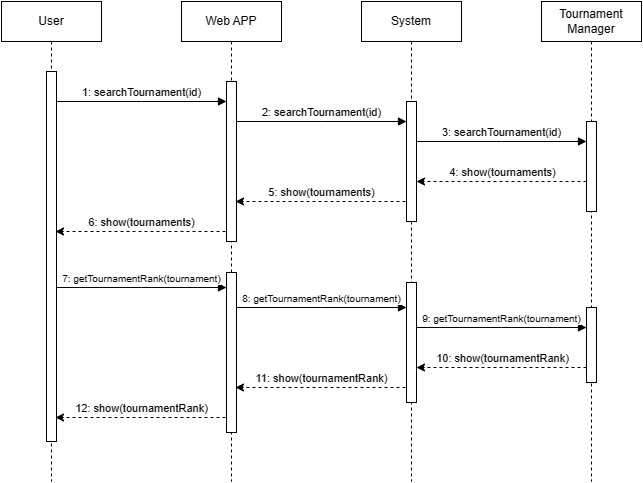 User
Web APP
System
Tournament
Manager
1: searchTournament(id)
2: searchTournament(id)
3: searchTournament(id)
4: show(tournaments)
5: show(tournaments)
6: show(tournaments)
7: getTournamentRank(tournament)
8: getTournamentRank(tournament)
9: getTournamentRank(tournament)
10: show(tournamentRank)
11: show(tournamentRank)
12: show(tournamentRank)